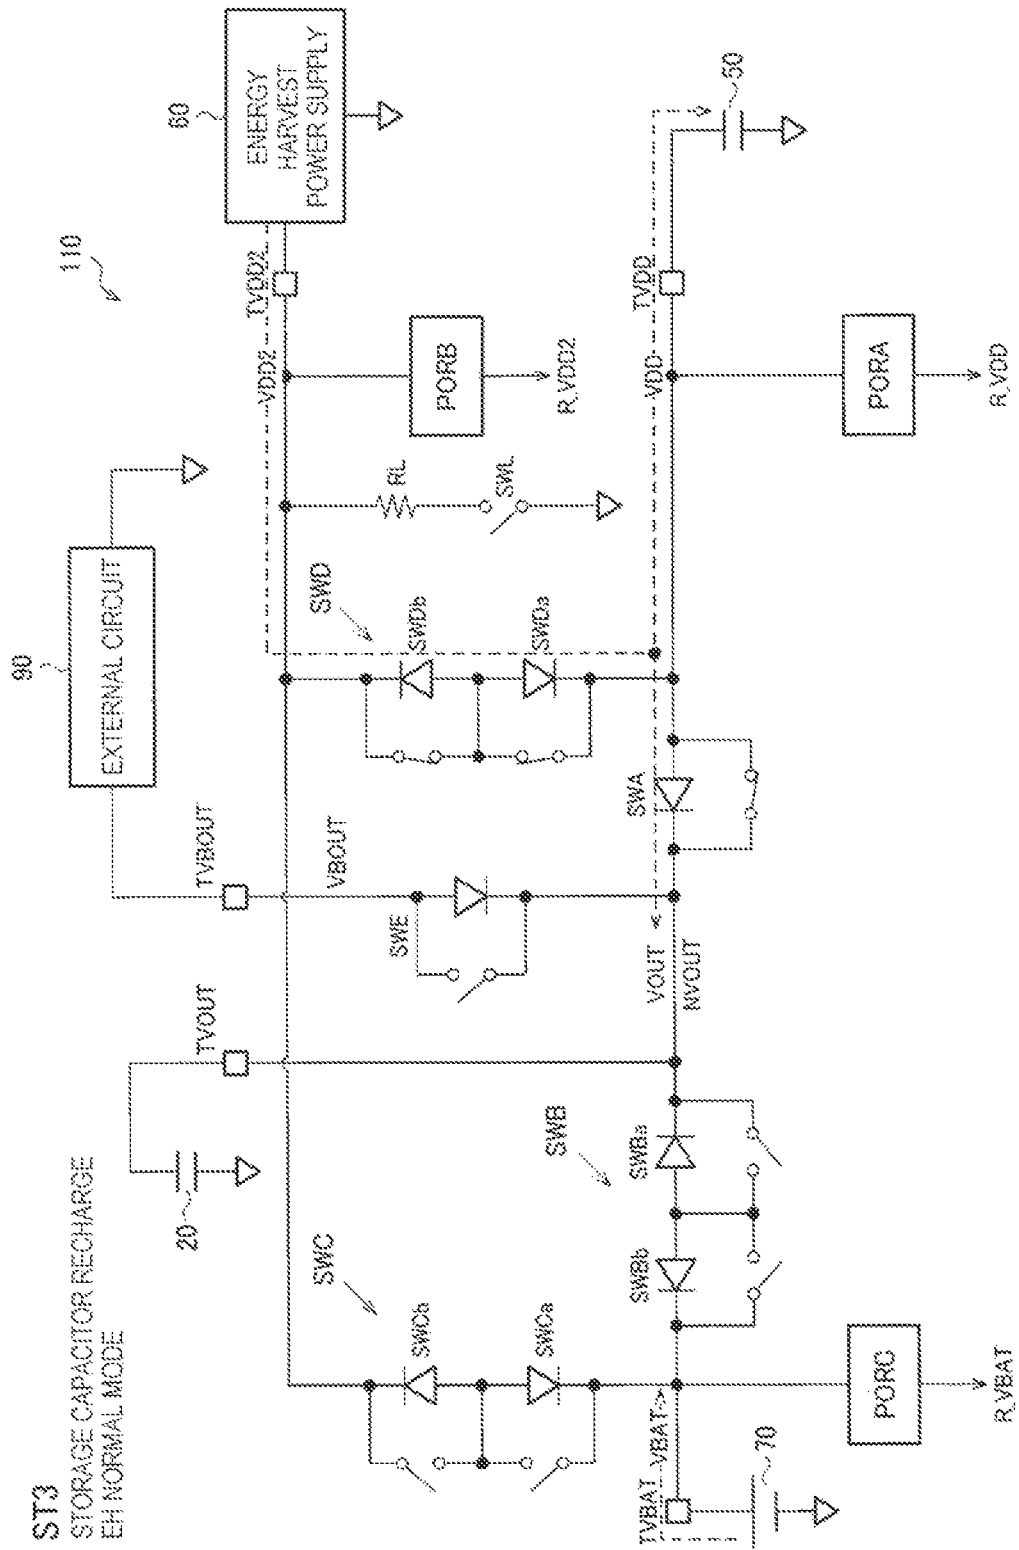 ST3
STORAGE CAPACITOR RECHARGE
EH NORMAL MODE
110
90
EXTERNAL CIRCUIT
60
ENERGY
HARVEST
POWER SUPPLY
20
TVOUT
TVBOUT
VBOUT
TVDD2
VDD2
SWC
SWCb
SWCa
SWE
SWD
SWDb
SWDa
RL
SWL
PORB
R_VDD2
50
TVBAT
VBAT
70
SWB
SWBb
SWBa
VOUT
NVOUT
SWA
VDD
TVDD
PORC
R_VBAT
PORA
R_VDD